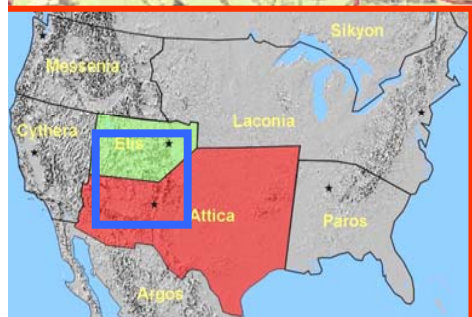 Sikyon
Messenia
Cythera
Elis
Laconia
Attica
Paros
Argos